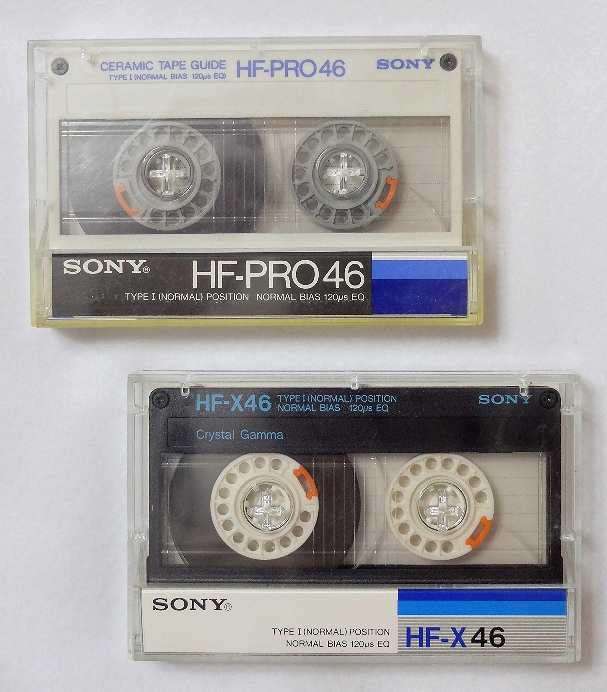 CERAMIC TAPE GUIDE HF-PRO46 SONY
TYPE I (NORMAL BIAS 120µs EQ)
SONY® HF-PRO46
TYPE I (NORMAL) POSITION NORMAL BIAS 120µs EQ
HF-X46 TYPE I (NORMAL) POSITION SONY
NORMAL BIAS 120µs EQ
Crystal Gamma
SONY®
TYPE I (NORMAL) POSITION
NORMAL BIAS 120µs EQ
HF-X46